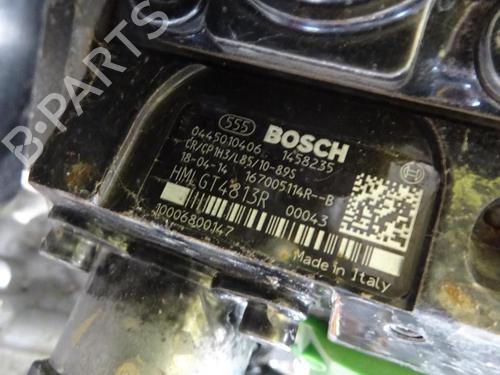 555 BOSCH
0445010406 1458235
CR/CP1H3/L85/10-89S
18-04-14 167005114R--B
HMLGT4813R 00043
10006800147
Made in Italy
B-PARTS